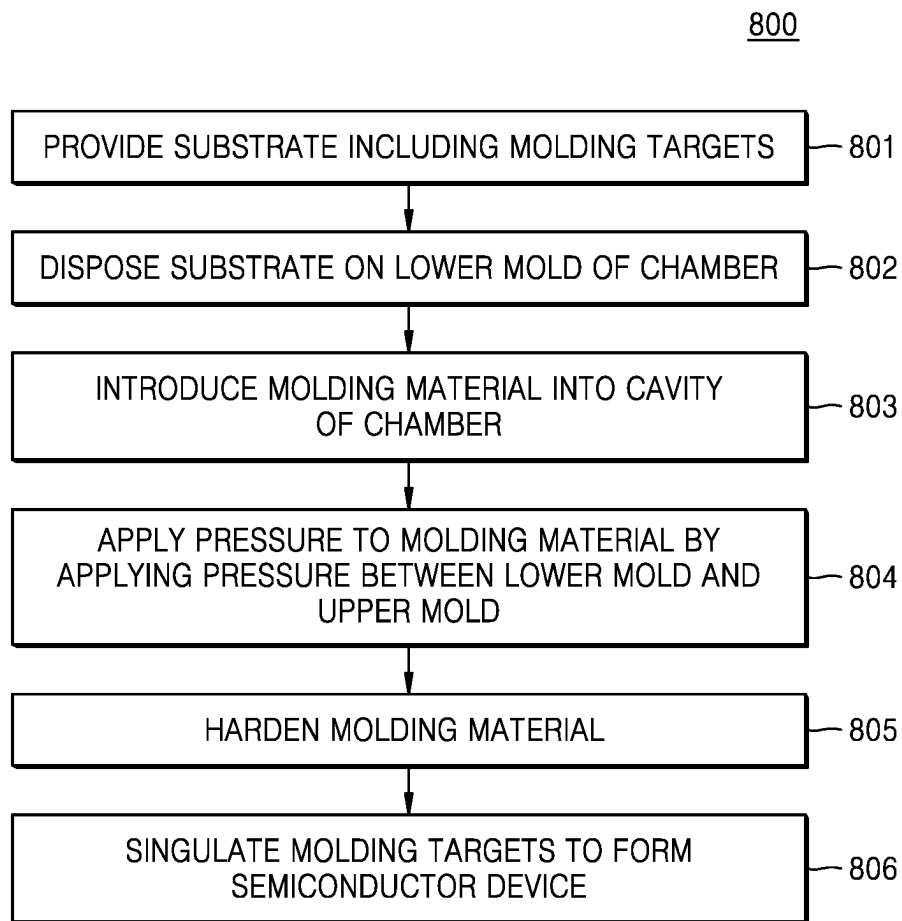 800
PROVIDE SUBSTRATE INCLUDING MOLDING TARGETS
801
DISPOSE SUBSTRATE ON LOWER MOLD OF CHAMBER
802
INTRODUCE MOLDING MATERIAL INTO CAVITY
OF CHAMBER
803
APPLY PRESSURE TO MOLDING MATERIAL BY
APPLYING PRESSURE BETWEEN LOWER MOLD AND
UPPER MOLD
804
HARDEN MOLDING MATERIAL
805
SINGULATE MOLDING TARGETS TO FORM
SEMICONDUCTOR DEVICE
806